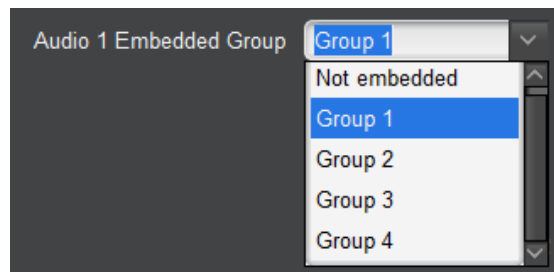 Audio 1 Embedded Group Group 1
Not embedded
Group 1
Group 2
Group 3
Group 4